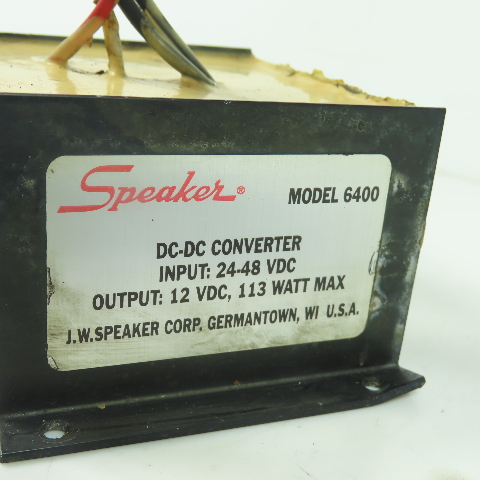 Speaker® MODEL 6400
DC-DC CONVERTER
INPUT: 24-48 VDC
OUTPUT: 12 VDC, 113 WATT MAX
J.W.SPEAKER CORP. GERMANTOWN, WI U.S.A.